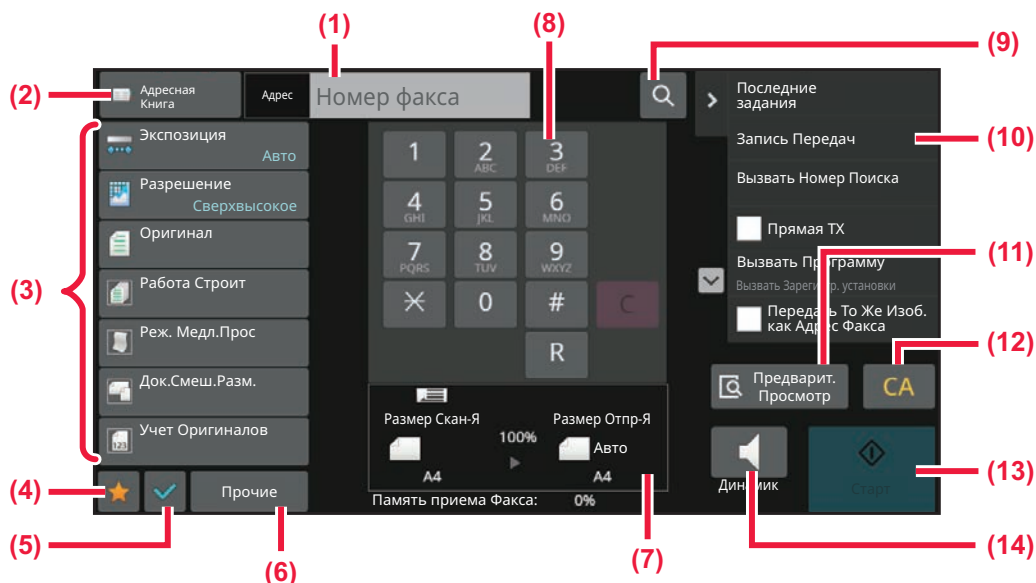 (1)
(8)
(9)
(2)
Адресная
Книга
Адрес
Номер факса
Последние
задания
(10)
(3)
Экспозиция
Авто
Разрешение
Сверхвысокое
Оригинал
Работа Строит
Реж. Медл.Прос
Док.Смеш.Разм.
Учет Оригиналов
123
1
2
ABC
3
DEF
4
GHI
5
JKL
6
MNO
7
PQRS
8
TUV
9
WXYZ
0
#
C
R
Запись Передач
Вызвать Номер Поиска
Прямая TX
(11)
Вызвать Программу
Вызвать Зарегистр. установки
Передать То Же Изоб.
как Адрес Факса
(12)
Предварит.
Просмотр
CA
Размер Скан-Я
Размер Отпр-Я
100%
Авто
A4
A4
Память приема Факса: 0%
Динамик
Старт
(13)
(4)
Прочие
(5)
(6)
(7)
(14)